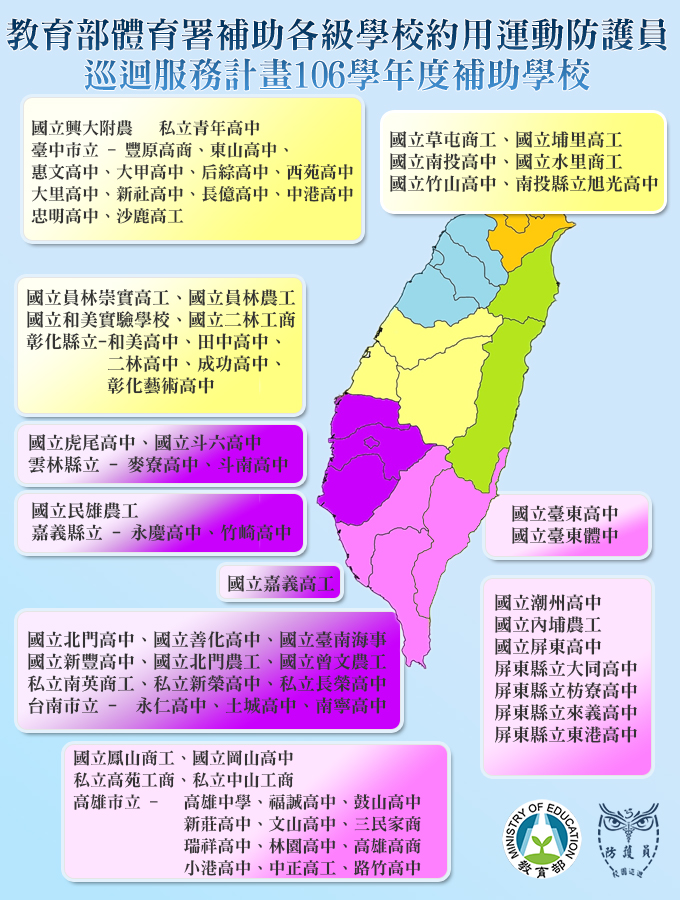 教育部體育署補助各級學校約用運動防護員
巡迴服務計畫106學年度補助學校
國立興大附農　私立青年高中
臺中市立 - 豐原高商、東山高中、
惠文高中、大甲高中、后綜高中、西苑高中
大里高中、新社高中、長億高中、中港高中
忠明高中、沙鹿高工
國立草屯商工、國立埔里高工
國立南投高中、國立水里商工
國立竹山高中、南投縣立旭光高中
國立員林崇實高工、國立員林農工
國立和美實驗學校、國立二林工商
彰化縣立-和美高中、田中高中、
二林高中、成功高中、
彰化藝術高中
國立虎尾高中、國立斗六高中
雲林縣立 - 麥寮高中、斗南高中
國立民雄農工
嘉義縣立 - 永慶高中、竹崎高中
國立嘉義高工
國立臺東高中
國立臺東體中
國立北門高中、國立善化高中、國立臺南海事
國立新豐高中、國立北門農工、國立曾文農工
私立南英商工、私立新榮高中、私立長榮高中
台南市立 - 永仁高中、土城高中、南寧高中
國立潮州高中
國立內埔農工
國立屏東高中
屏東縣立大同高中
屏東縣立枋寮高中
屏東縣立來義高中
屏東縣立東港高中
國立鳳山商工、國立岡山高中
私立高苑工商、私立中山工商
高雄市立 - 高雄中學、福誠高中、鼓山高中
新莊高中、文山高中、三民家商
瑞祥高中、林園高中、高雄高商
小港高中、中正高工、路竹高中
MINISTRY OF EDUCATION
教育部
防護員
校園巡迴